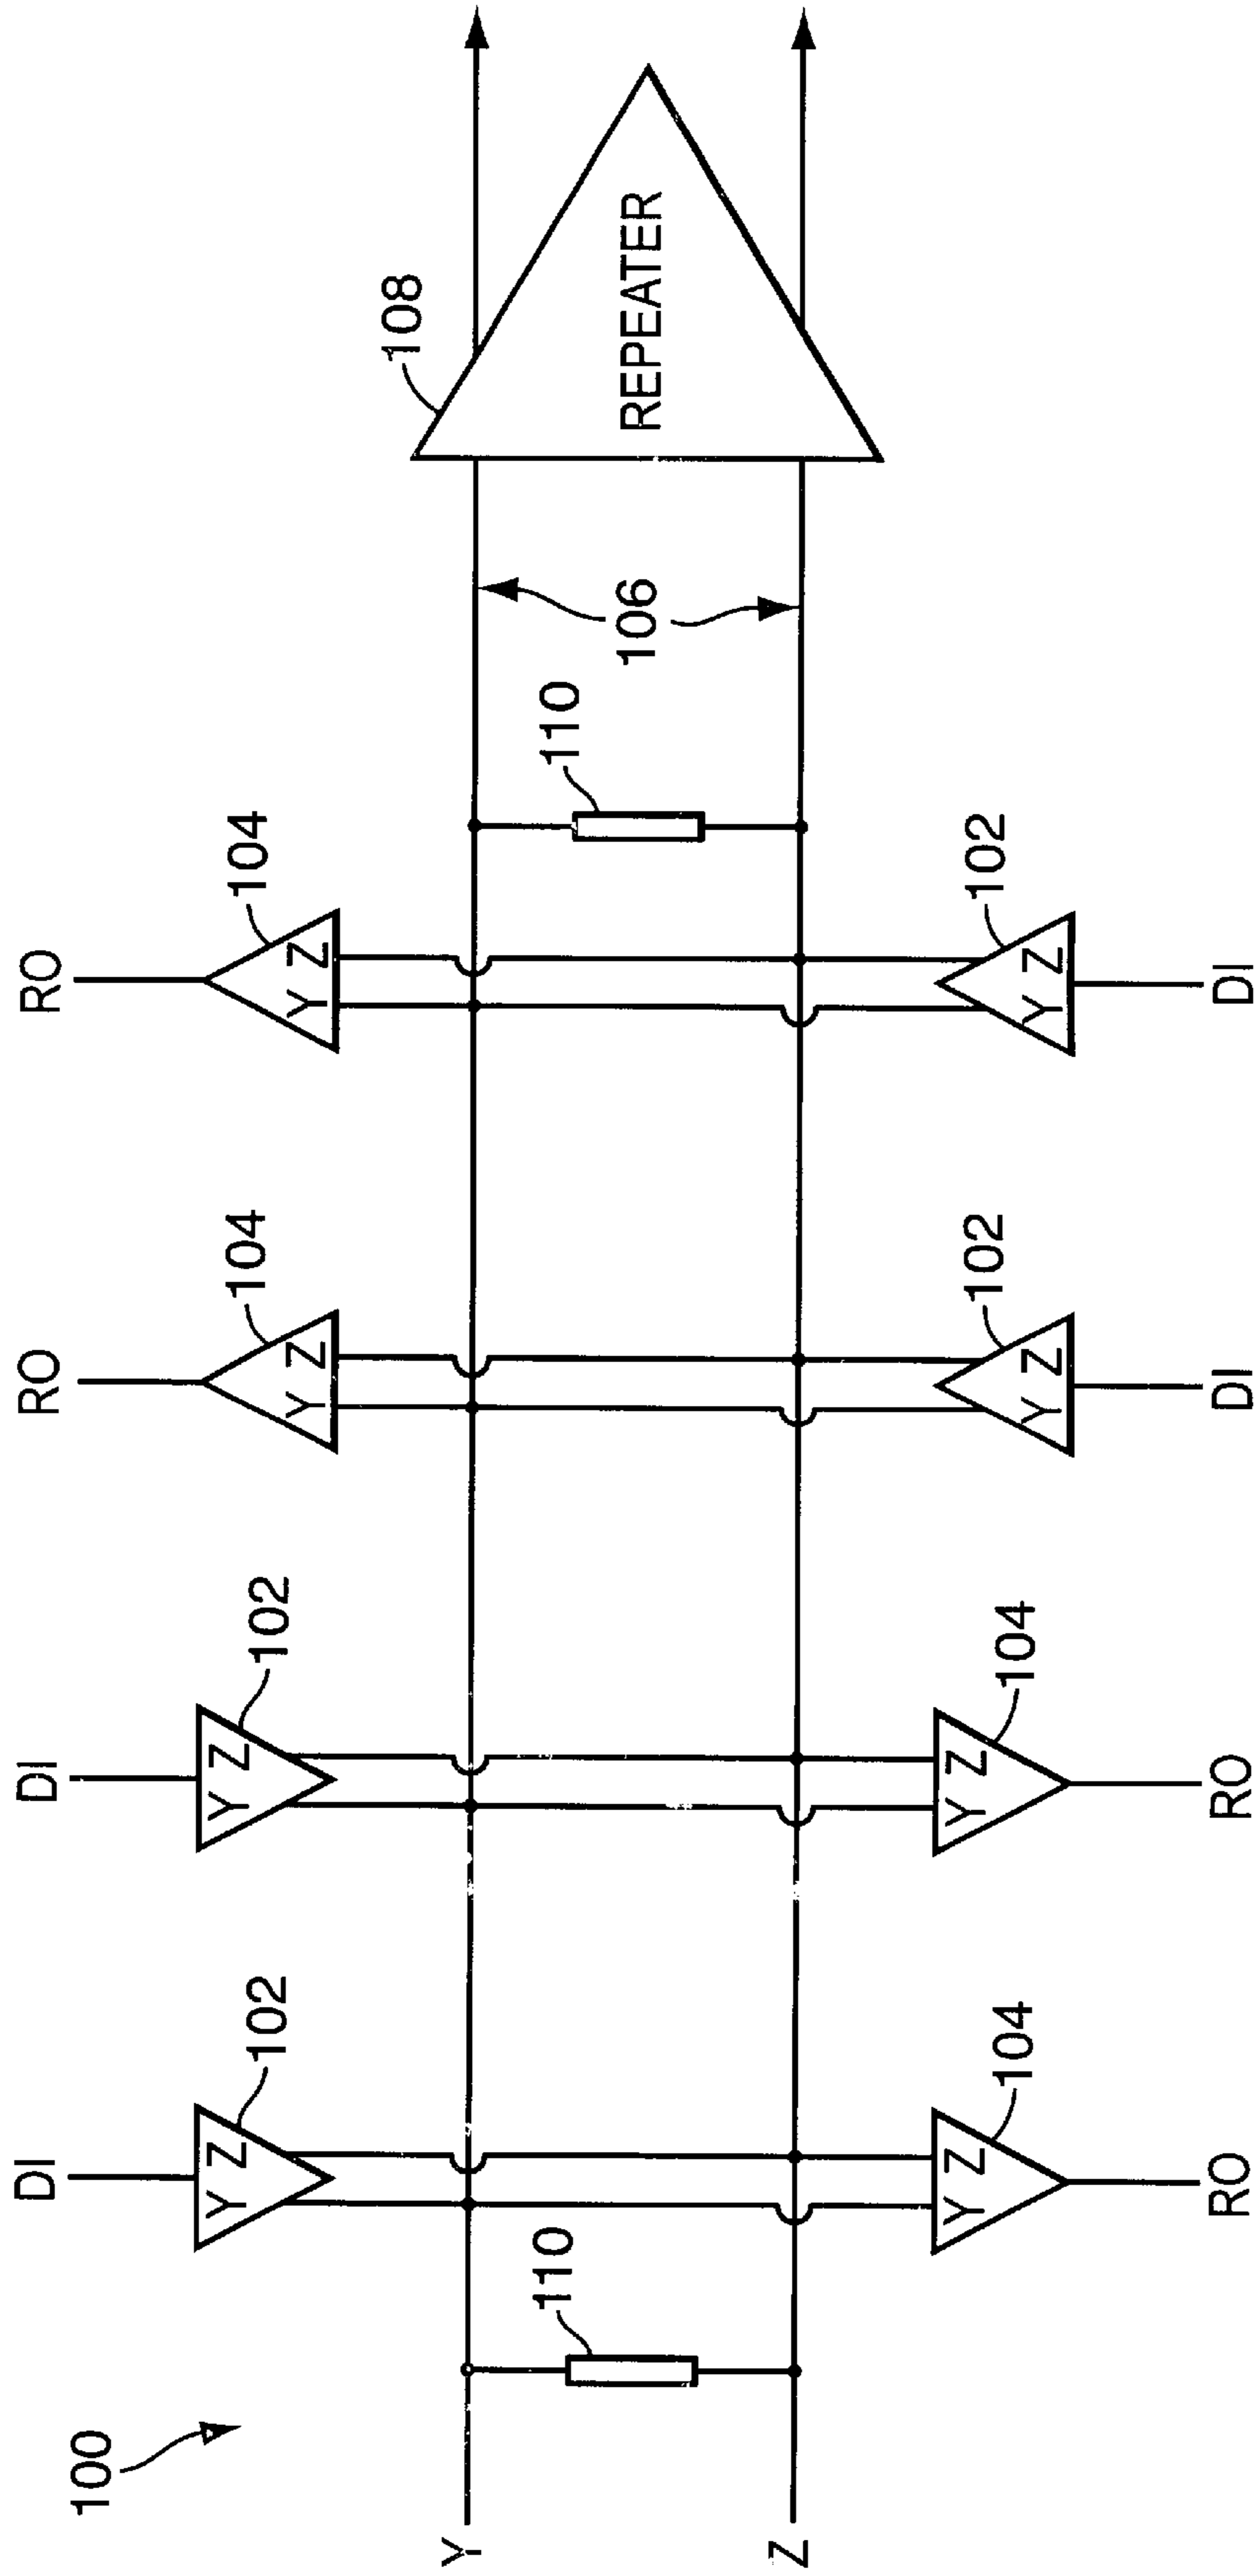 DI DI RO RO
100
102 102 104 104
Y Z Y Z Y Z Y Z
108
Y
110 110 106 REPEATER
Z
Y Z Y Z Y Z Y Z
104 104 102 102
RO RO DI DI